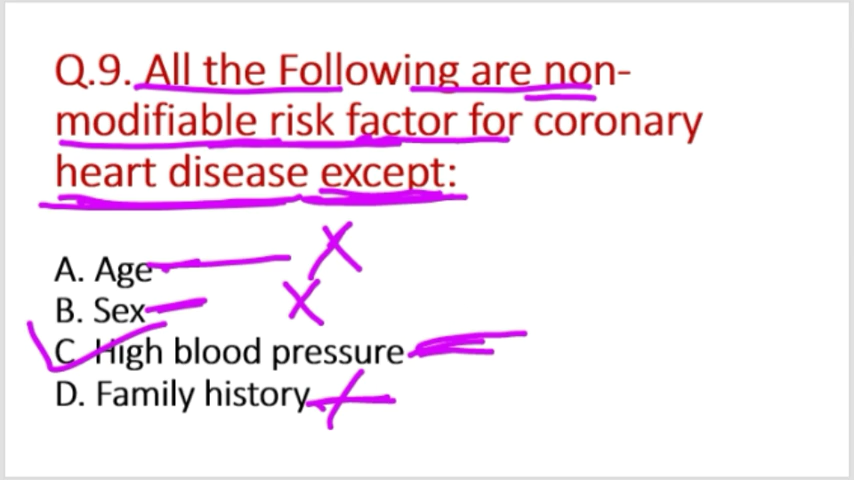 Q.9. All the Following are non-
modifiable risk factor for coronary
heart disease except:
A. Age
B. Sex
C. High blood pressure
D. Family history